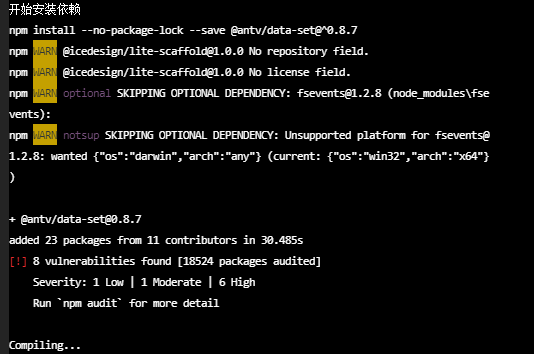 开始安装依赖
npm install --no-package-lock --save @antv/data-set@^0.8.7
npm WARN @icedesign/lite-scaffold@1.0.0 No repository field.
npm WARN @icedesign/lite-scaffold@1.0.0 No license field.
npm WARN optional SKIPPING OPTIONAL DEPENDENCY: fsevents@1.2.8 (node_modules\fse
vents):
npm WARN notsup SKIPPING OPTIONAL DEPENDENCY: Unsupported platform for fsevents@
1.2.8: wanted {"os":"darwin","arch":"any"} (current: {"os":"win32","arch":"x64"}
)
+ @antv/data-set@0.8.7
added 23 packages from 11 contributors in 30.485s
[!] 8 vulnerabilities found [18524 packages audited]
Severity: 1 Low | 1 Moderate | 6 High
Run `npm audit` for more detail
Compiling...